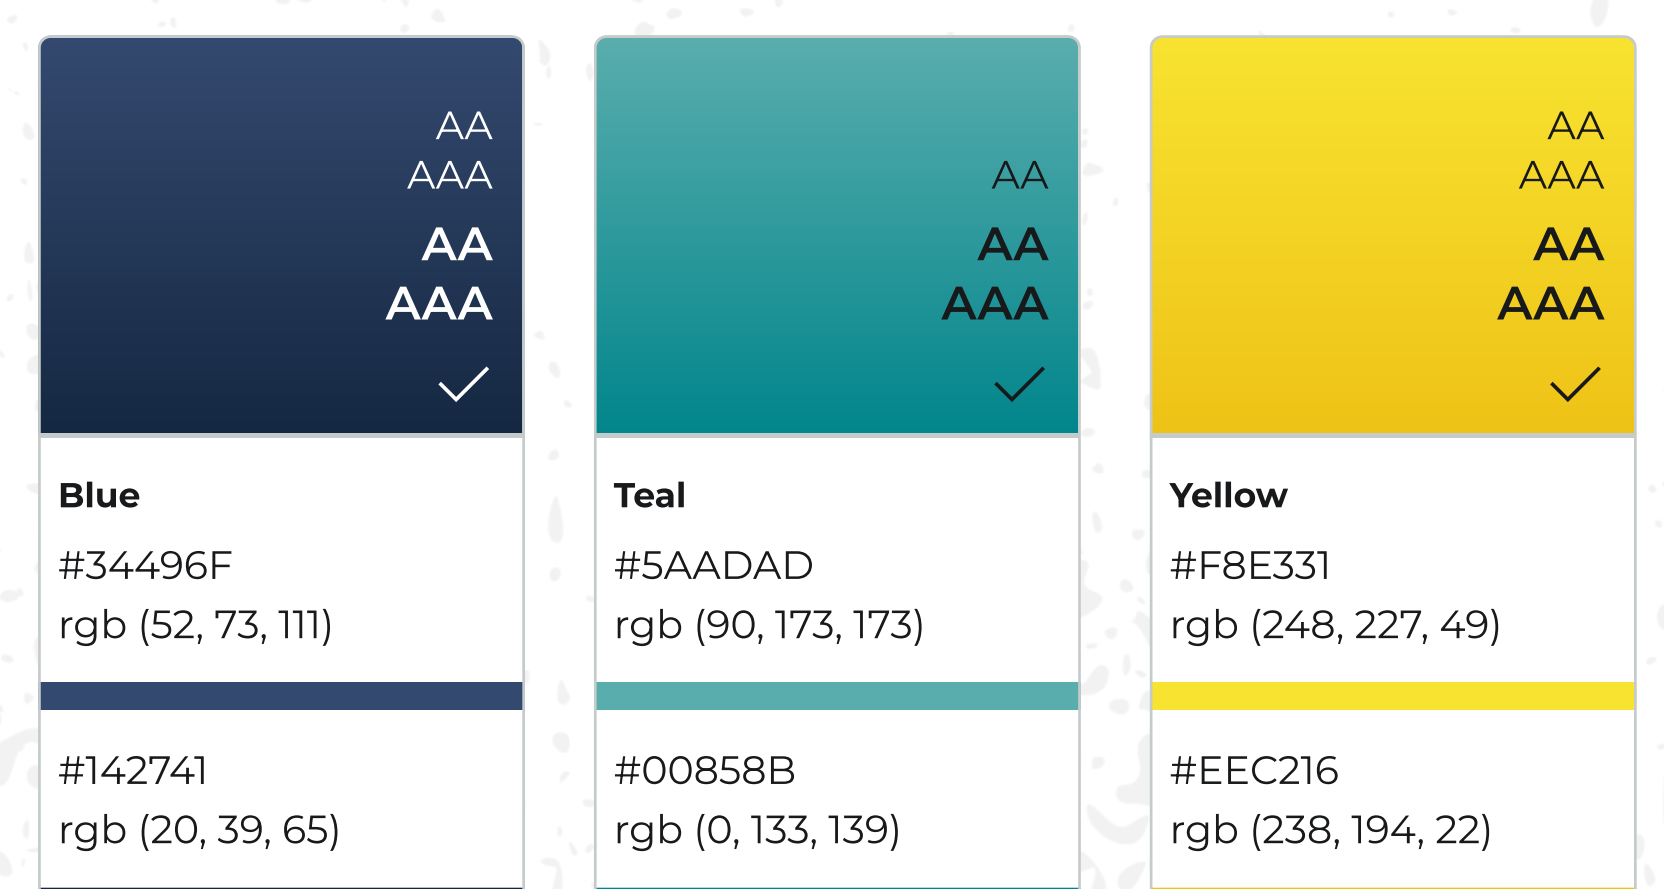 AA
AAA
AA
AAA
Blue
#34496F
rgb (52, 73, 111)
#142741
rgb (20, 39, 65)
AA
AA
AAA
Teal
#5AADAD
rgb (90, 173, 173)
#00858B
rgb (0, 133, 139)
AA
AAA
AA
AAA
Yellow
#F8E331
rgb (248, 227, 49)
#EEC216
rgb (238, 194, 22)